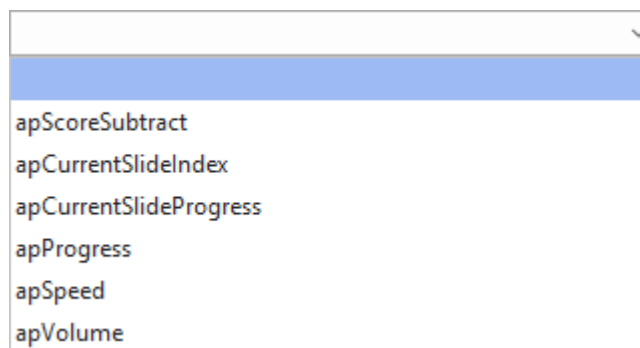 apScoreSubtract
apCurrentSlideIndex
apCurrentSlideProgress
apProgress
apSpeed
apVolume